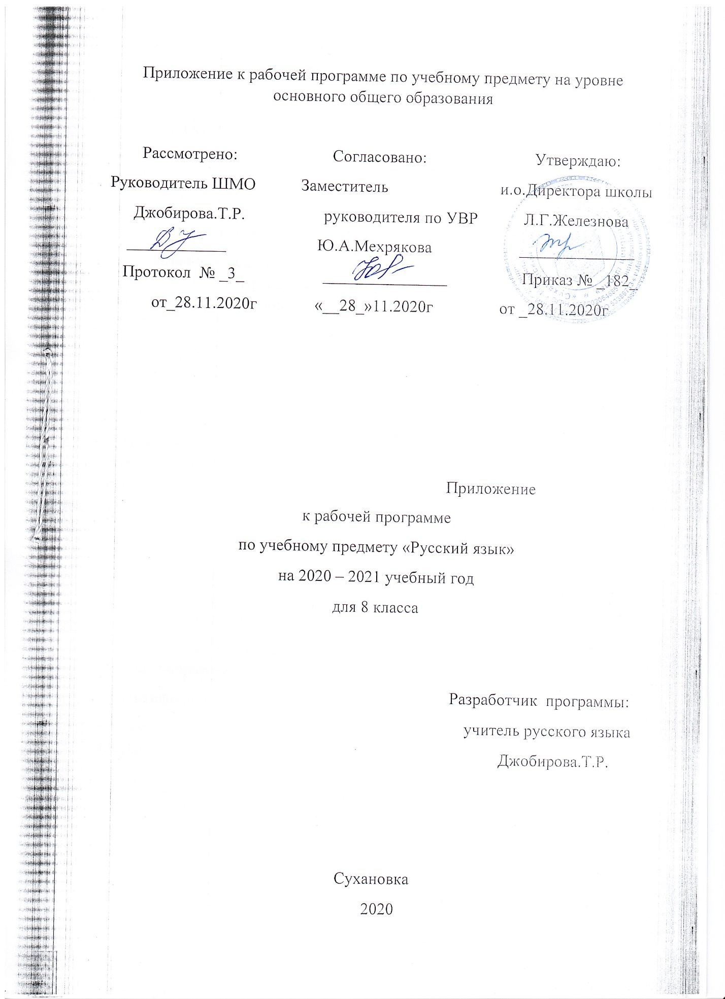 Приложение к рабочей программе по учебному предмету на уровне
основного общего образования
Рассмотрено:
Руководитель ШМО
Джобирова.Т.Р.
Протокол № _3_
от_28.11.2020г
Согласовано:
Заместитель
руководителя по УВР
Ю.А.Мехрякова
«__28_»11.2020г
Утверждаю:
и.о.Директора школы
Л.Г.Железнова
Приказ № _182_
от _28.11.2020г
Приложение
к рабочей программе
по учебному предмету «Русский язык»
на 2020 – 2021 учебный год
для 8 класса
Разработчик программы:
учитель русского языка
Джобирова.Т.Р.
Сухановка
2020